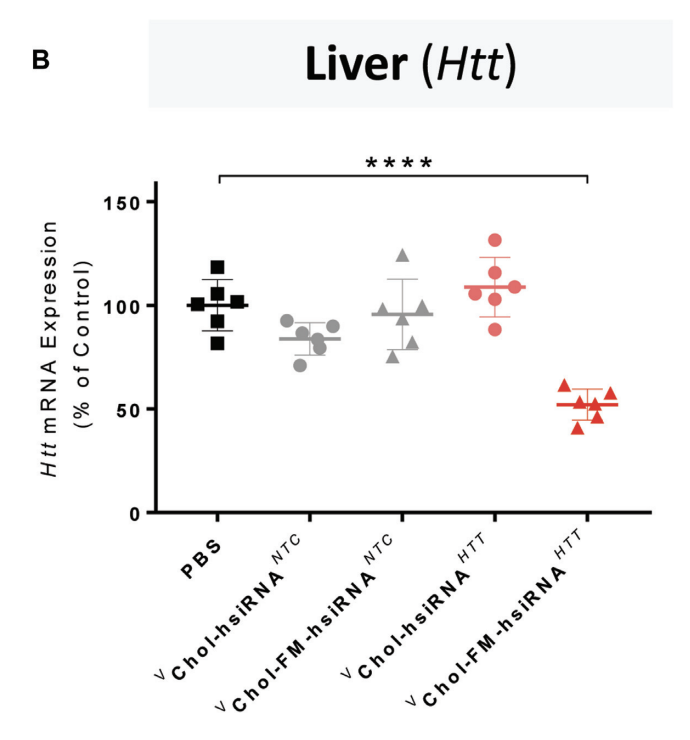 B
Liver (Htt)
****
Htt mRNA Expression
(% of Control)
150
100
50
0
PBS
V Chol-hsiRNA NTC
V Chol-FM-hsiRNA NTC
V Chol-hsiRNA HTT
V Chol-FM-hsiRNA HTT